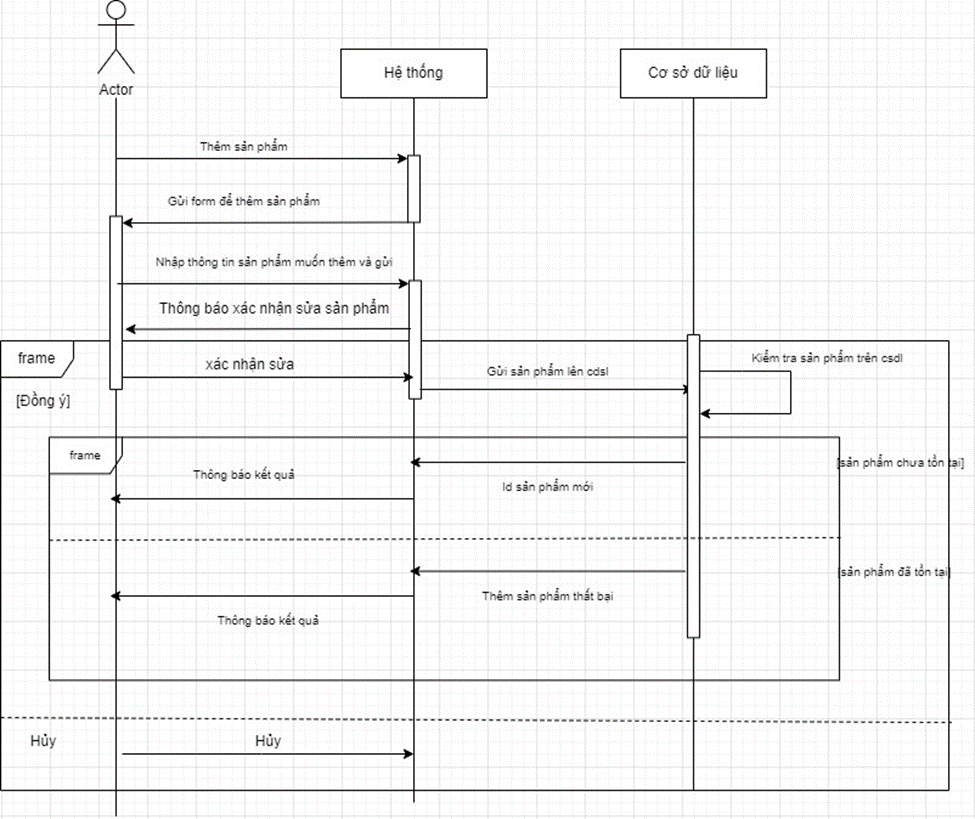 Actor
Hệ thống
Cơ sở dữ liệu
Thêm sản phẩm
Gửi form để thêm sản phẩm
Nhập thông tin sản phẩm muốn thêm và gửi
Thông báo xác nhận sửa sản phẩm
frame
xác nhận sửa
Kiểm tra sản phẩm trên csdl
Gửi sản phẩm lên cdsl
[Đồng ý]
frame
[sản phẩm chưa tồn tại]
Thông báo kết quả
Id sản phẩm mới
[sản phẩm đã tồn tại]
Thêm sản phẩm thất bại
Thông báo kết quả
Hủy
Hủy